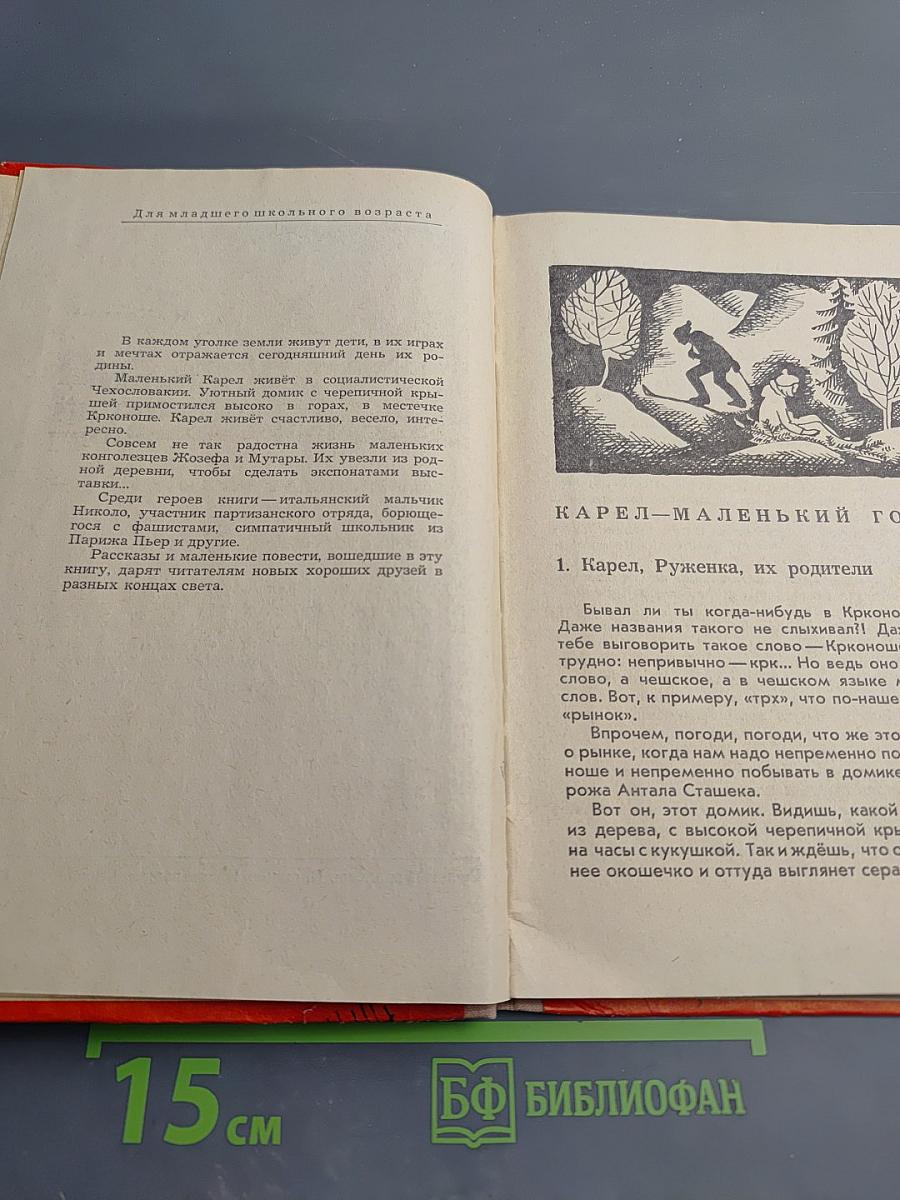 Для младшего школьного возраста
В каждом уголке земли живут дети, в их играх
и мечтах отражается сегодняшний день их ро-
дины.
Маленький Карел живёт в социалистической
Чехословакии. Уютный домик с черепичной кры-
шей примостился высоко в горах, в местечке
Крконоше. Карел живёт счастливо, весело, инте-
ресно.
Совсем не так радостна жизнь маленьких
конголезцев Жозефа и Мутары. Их увезли из род-
ной деревни, чтобы сделать экспонатами выс-
тавки...
Среди героев книги — итальянский мальчик
Николо, участник партизанского отряда, борюще-
гося с фашистами, симпатичный школьник из
Парижа Пьер и другие.
Рассказы и маленькие повести, вошедшие в эту
книгу, дарят читателям новых хороших друзей в
разных концах света.
КАРЕЛ—МАЛЕНЬКИЙ ГО
1. Карел, Руженка, их родители
Бывал ли ты когда-нибудь в Крконо
Даже названия такого не слыхивал?! Да
тебе выговорить такое слово — Крконош
трудно: непривычно — крк... Но ведь оно
слово, а чешское, а в чешском языке м
слов. Вот, к примеру, «трх», что по-наше
«рынок».
Впрочем, погоди, погоди, что же это
о рынке, когда нам надо непременно по
ноше и непременно побывать в домике
рожа Антала Сташека.
Вот он, этот домик. Видишь, какой
из дерева, с высокой черепичной кры
на часы с кукушкой. Так и ждёшь, что с
нее окошечко и оттуда выглянет сера
15 см
БФ БИБЛИОФАН